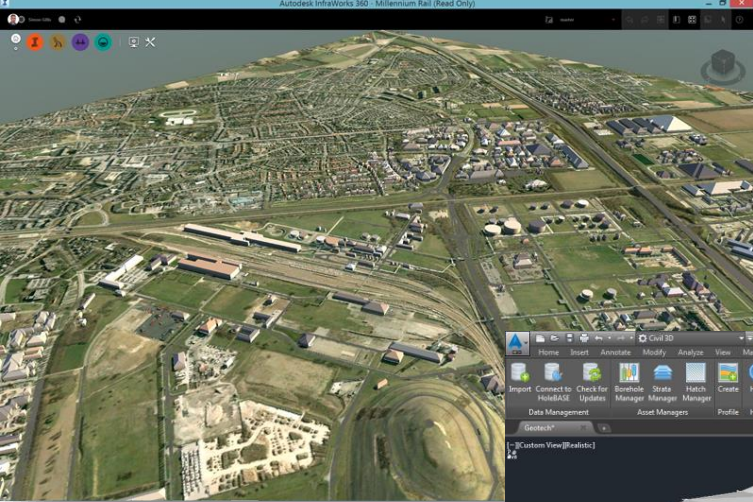 Autodesk InfraWorks 360 - Millennium Rail (Read Only)
master
Civil 3D
Home Insert Annotate Modify Analyze View
Import Connect to HoleBASE Check for Updates Borehole Manager Strata Manager Hatch Manager Create
Data Management Asset Managers Profile
Geotech*
[−][Custom View][Realistic]